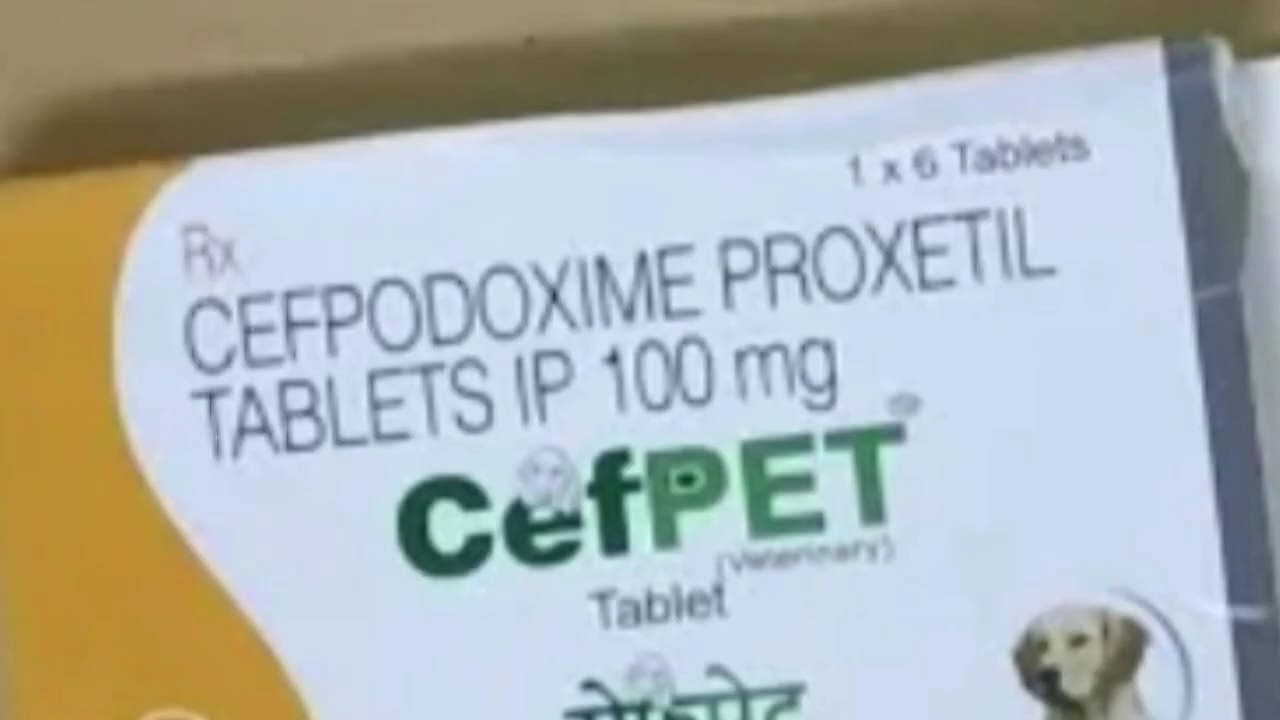 1 x 6 Tablets
Rx
CEFPODOXIME PROXETIL
TABLETS IP 100 mg
CefPET
(Veterinary)
Tablet